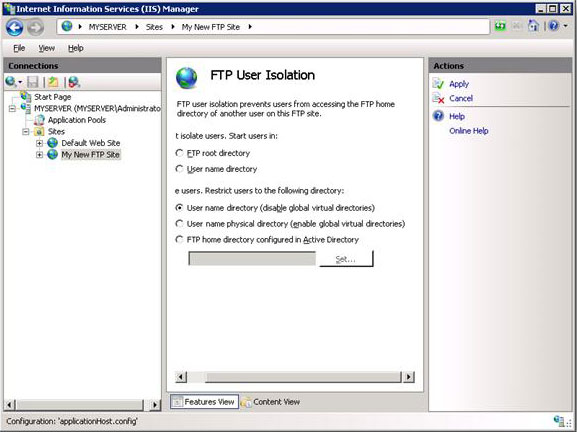 Internet Information Services (IIS) Manager
MYSERVER
Sites
My New FTP Site
File
View
Help
Connections
Start Page
MYSERVER (MYSERVER\Administrato
Application Pools
Sites
Default Web Site
My New FTP Site
FTP User Isolation
FTP user isolation prevents users from accessing the FTP home
directory of another user on this FTP site.
t isolate users. Start users in:
FTP root directory
User name directory
e users. Restrict users to the following directory:
User name directory (disable global virtual directories)
User name physical directory (enable global virtual directories)
FTP home directory configured in Active Directory
Set...
Features View
Content View
Actions
Apply
Cancel
Help
Online Help
Configuration: 'applicationHost.config'